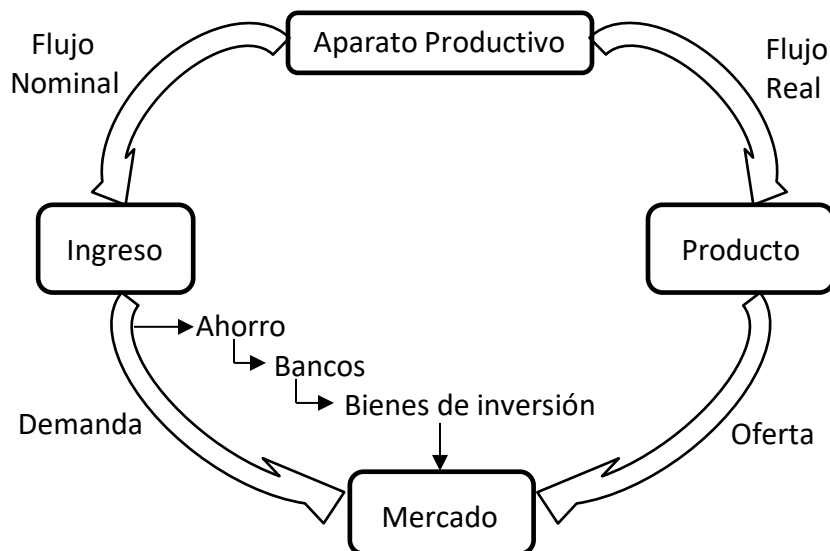 Aparato Productivo
Flujo
Nominal
Flujo
Real
Ingreso
Producto
Ahorro
Bancos
Bienes de inversión
Demanda
Oferta
Mercado